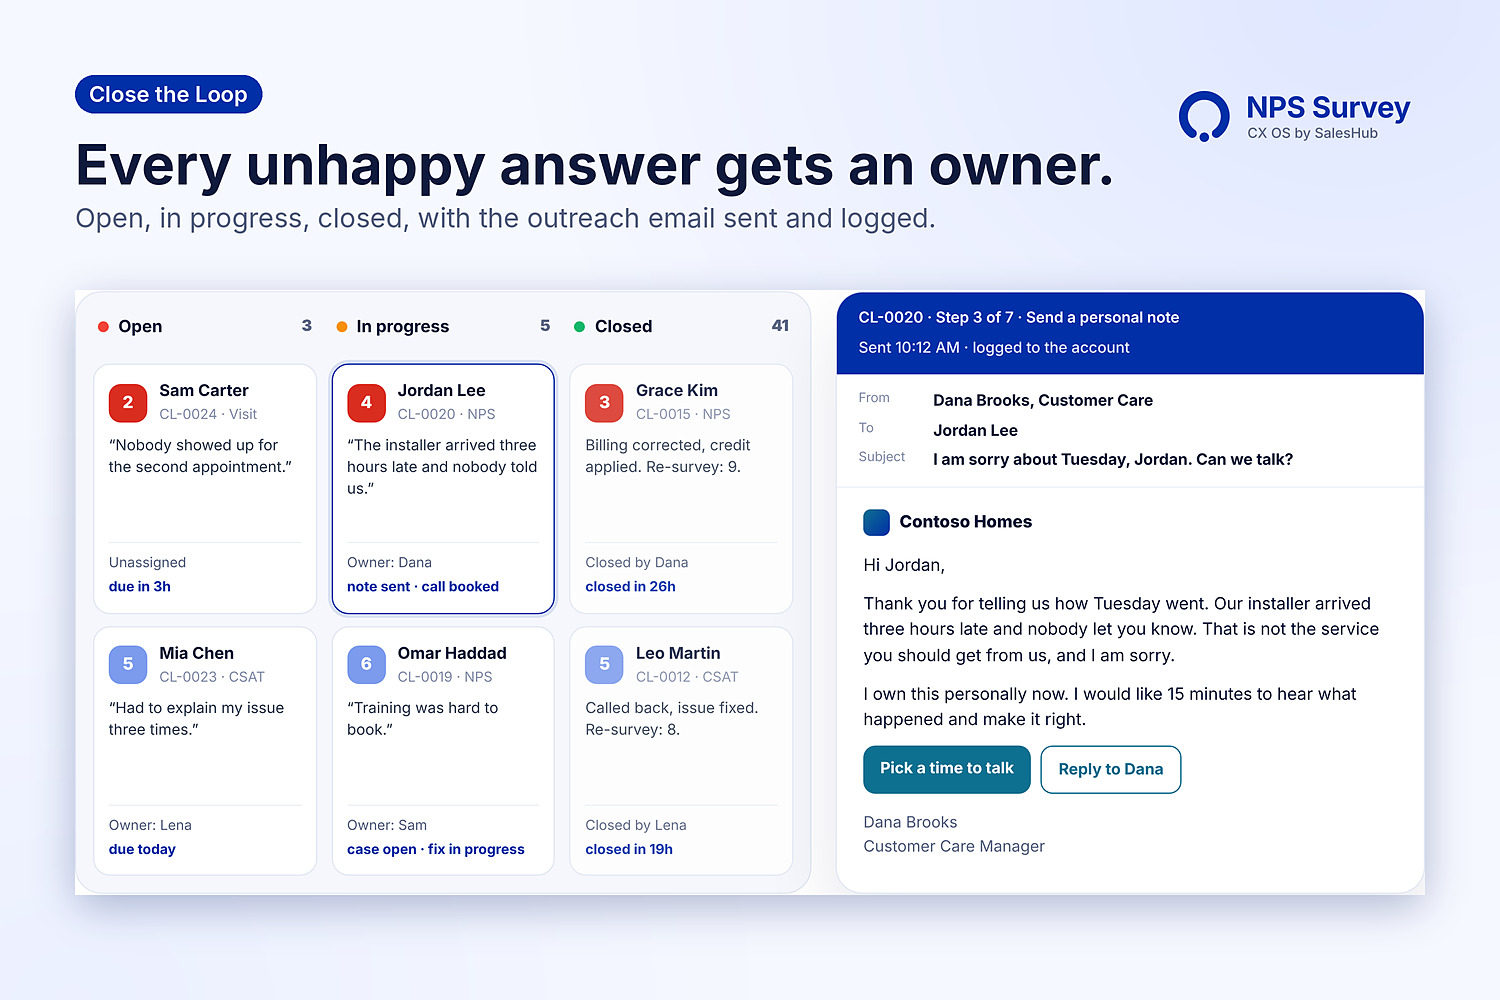 Close the Loop
NPS Survey
CX OS by SalesHub
Every unhappy answer gets an owner.
Open, in progress, closed, with the outreach email sent and logged.
Open 3
2
Sam Carter
CL-0024 · Visit
“Nobody showed up for
the second appointment.”
Unassigned
due in 3h
5
Mia Chen
CL-0023 · CSAT
“Had to explain my issue
three times.”
Owner: Lena
due today
In progress 5
4
Jordan Lee
CL-0020 · NPS
“The installer arrived three
hours late and nobody told
us.”
Owner: Dana
note sent · call booked
6
Omar Haddad
CL-0019 · NPS
“Training was hard to
book.”
Owner: Sam
case open · fix in progress
Closed 41
3
Grace Kim
CL-0015 · NPS
Billing corrected, credit
applied. Re-survey: 9.
Closed by Dana
closed in 26h
5
Leo Martin
CL-0012 · CSAT
Called back, issue fixed.
Re-survey: 8.
Closed by Lena
closed in 19h
CL-0020 · Step 3 of 7 · Send a personal note
Sent 10:12 AM · logged to the account
From Dana Brooks, Customer Care
To Jordan Lee
Subject I am sorry about Tuesday, Jordan. Can we talk?
Contoso Homes
Hi Jordan,
Thank you for telling us how Tuesday went. Our installer arrived
three hours late and nobody let you know. That is not the service
you should get from us, and I am sorry.
I own this personally now. I would like 15 minutes to hear what
happened and make it right.
Pick a time to talk
Reply to Dana
Dana Brooks
Customer Care Manager